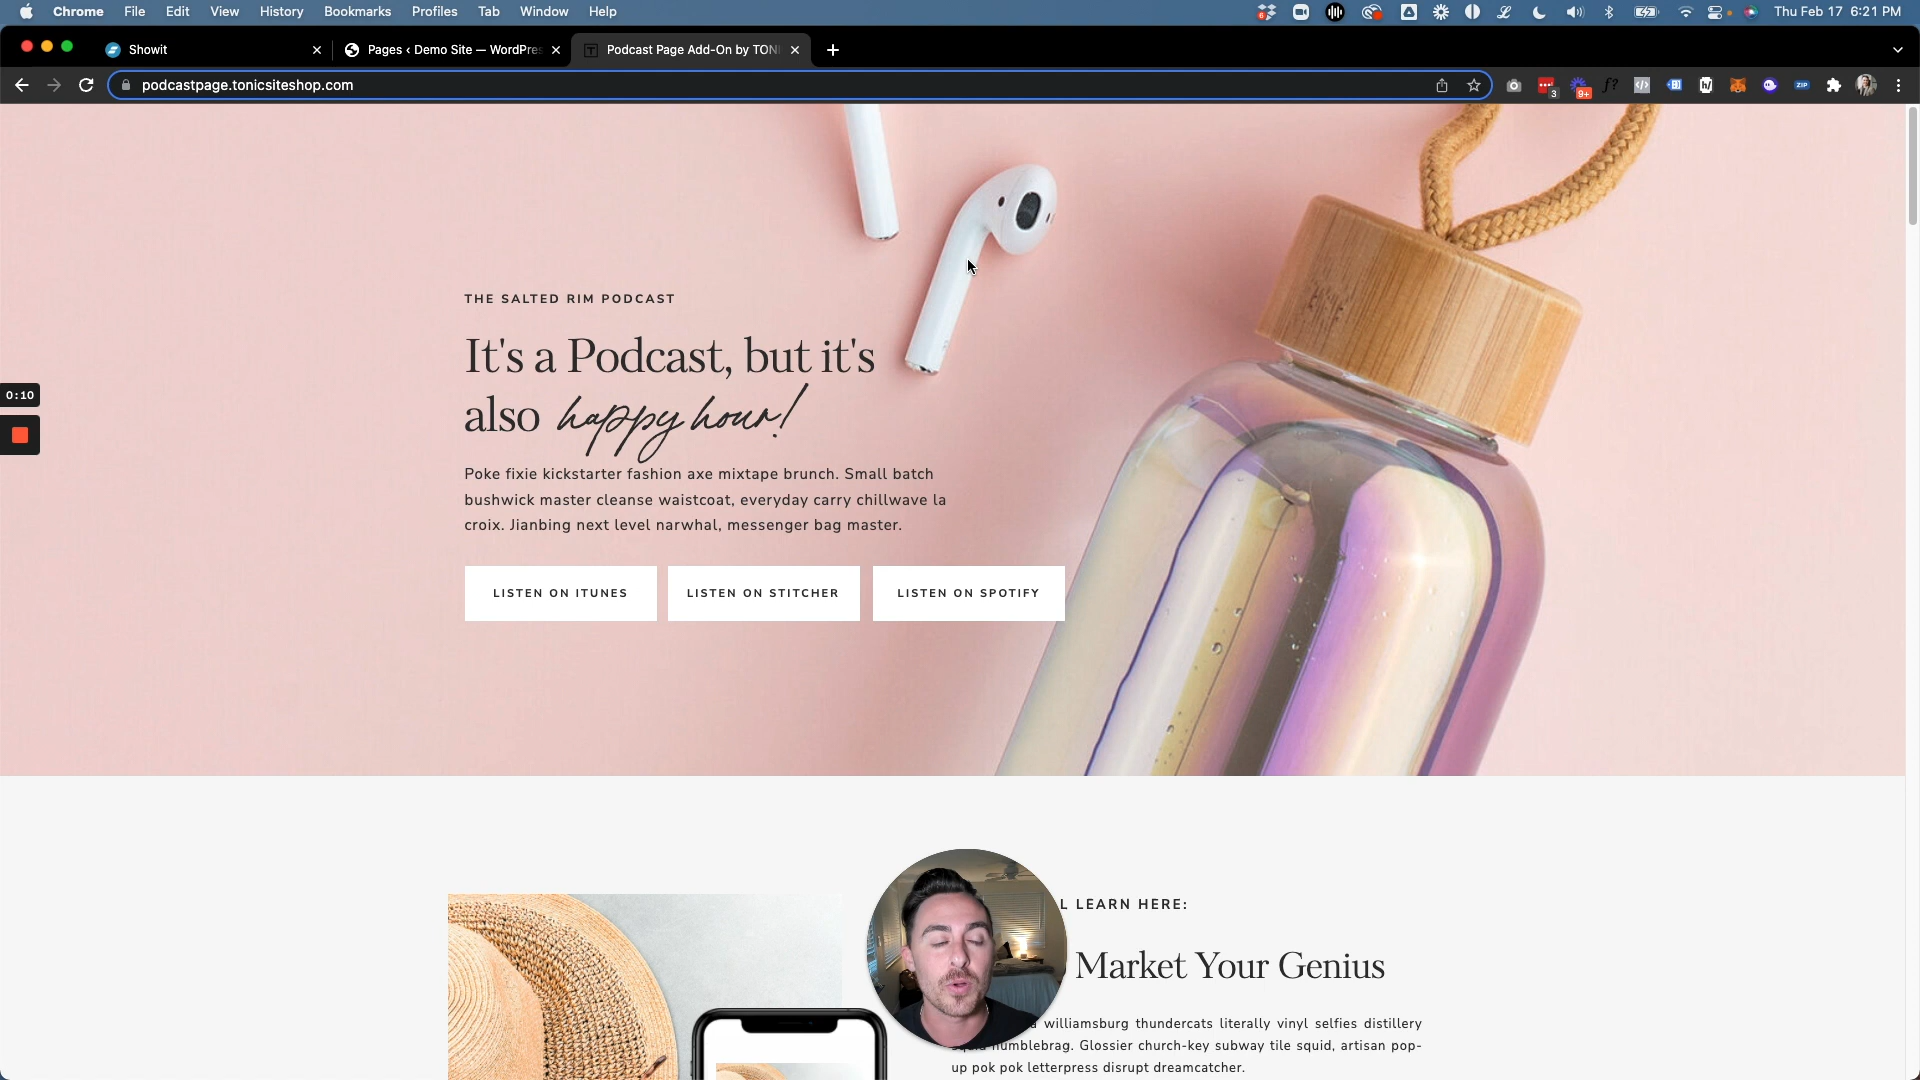 Chrome File Edit View History Bookmarks Profiles Tab Window Help Thu Feb 17 6:21 PM
Showit
Pages ‹ Demo Site — WordPres
Podcast Page Add-On by TONI
podcastpage.tonicsiteshop.com
3
9+
ZIP
THE SALTED RIM PODCAST
It's a Podcast, but it's
also happy hour!
0:10
Poke fixie kickstarter fashion axe mixtape brunch. Small batch
bushwick master cleanse waistcoat, everyday carry chillwave la
croix. Jianbing next level narwhal, messenger bag master.
LISTEN ON ITUNES
LISTEN ON STITCHER
LISTEN ON SPOTIFY
L LEARN HERE:
Market Your Genius
williamsburg thundercats literally vinyl selfies distillery
humblebrag. Glossier church-key subway tile squid, artisan pop-
up pok pok letterpress disrupt dreamcatcher.